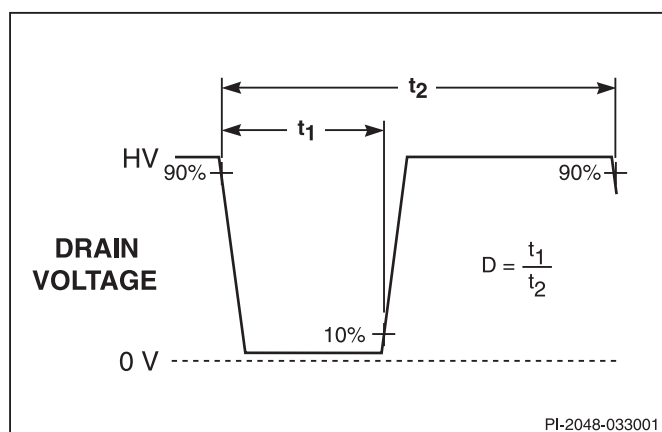 t2
t1
HV
90%
90%
DRAIN
VOLTAGE
D = t1
t2
10%
0 V
PI-2048-033001